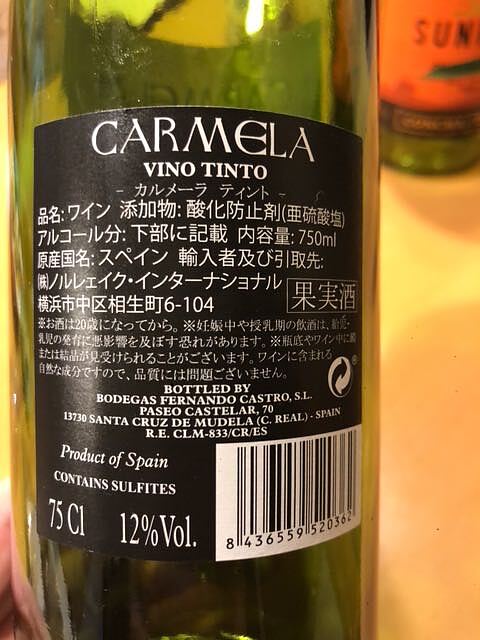 CARMELA
VINO TINTO
- カルメーラ ティント -
品名: ワイン 添加物: 酸化防止剤(亜硫酸塩)
アルコール分: 下部に記載 内容量: 750ml
原産国名: スペイン 輸入者及び引取先:
㈱ノルレェイク・インターナショナル
横浜市中区相生町6-104
果実酒
※お酒は20歳になってから。※妊娠中や授乳期の飲酒は、胎児・
乳児の発育に悪影響を及ぼす恐れがあります。※瓶底やワイン中に澱
または結晶が見受けられることがございます。ワインに含まれる
自然な成分ですので、品質には問題ございません。
BOTTLED BY
BODEGAS FERNANDO CASTRO, S.L.
PASEO CASTELAR, 70
13730 SANTA CRUZ DE MUDELA (C. REAL) - SPAIN
R.E. CLM-833/CR/ES
Product of Spain
CONTAINS SULFITES
75 Cl 12%Vol.
8 436559 520362
SUN